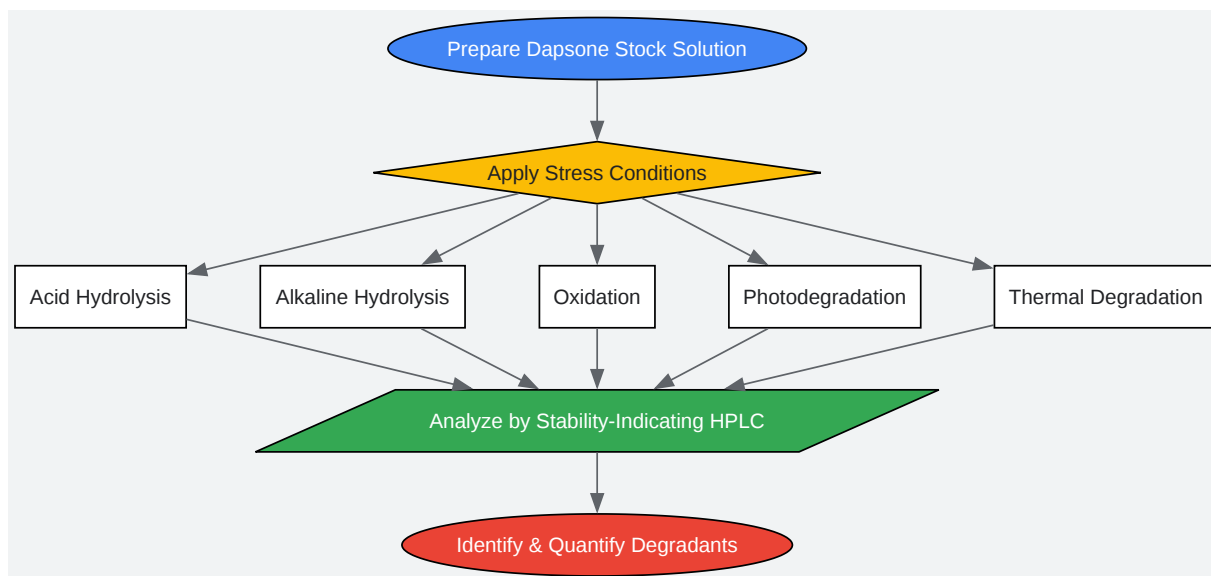 Prepare Dapsone Stock Solution
Apply Stress Conditions
Acid Hydrolysis
Alkaline Hydrolysis
Oxidation
Photodegradation
Thermal Degradation
Analyze by Stability-Indicating HPLC
Identify & Quantify Degradants